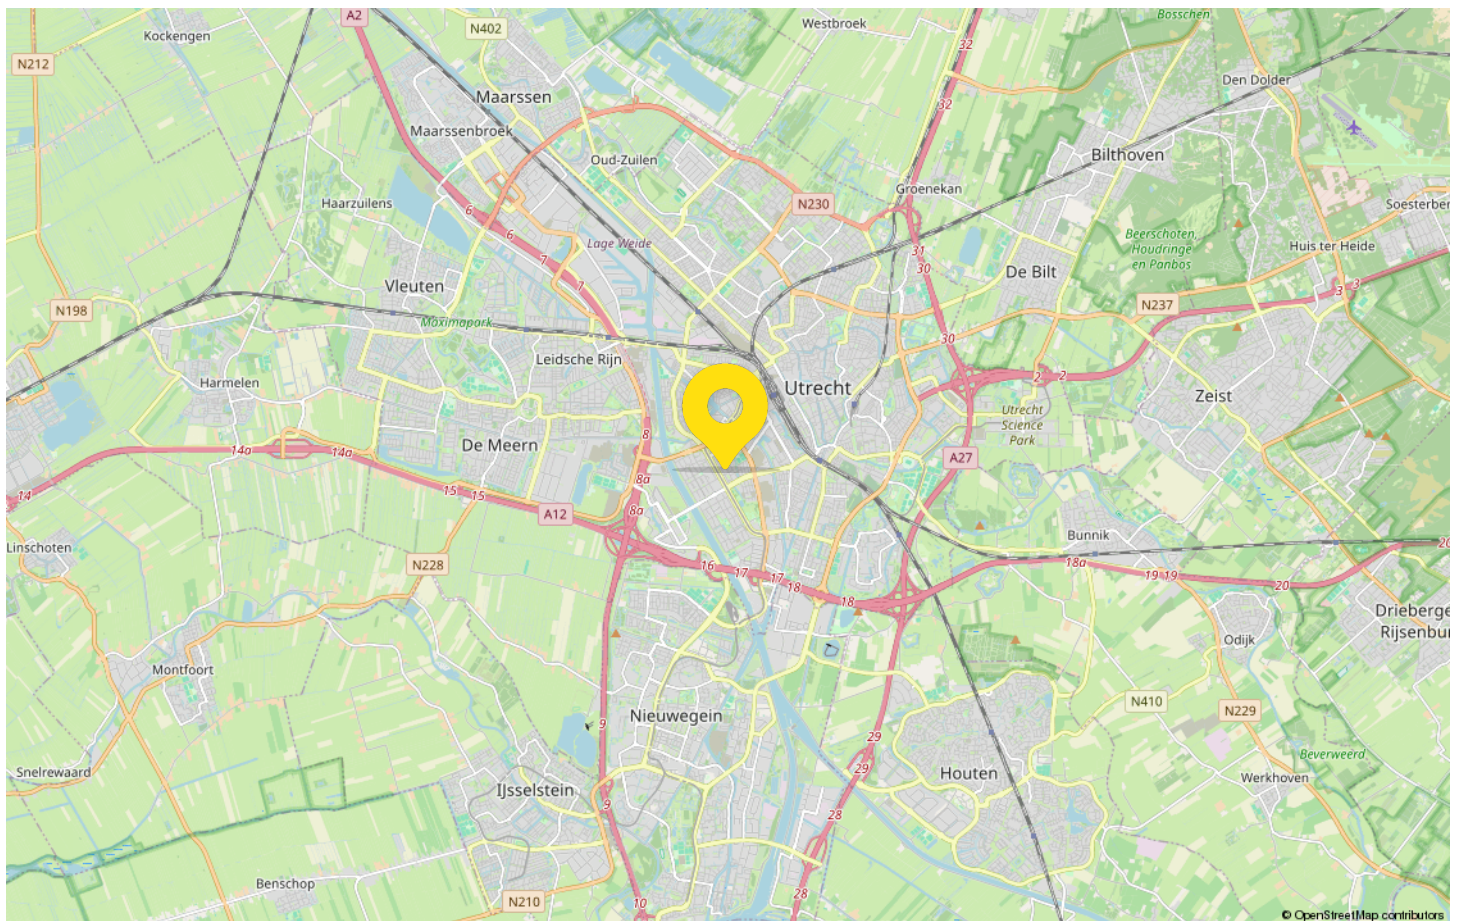 Bosschen
A2
N402
Westbroek
Kockengen
32
N212
Den Dolder
Maarssen
32
Maarssenbroek
Bilthoven
Oud-Zuilen
Groenekan
Haarzuilens
N230
Soesterber
6
6
Beerschoten,
Houdringe
en Panbos
Lage Weide
Huis ter Heide
31
7
30
De Bilt
7
Vleuten
3
3
N237
N198
Maximapark
30
Leidsche Rijn
2
2
Harmelen
Utrecht
Zeist
Utrecht
Science
Park
8
De Meern
14a
14a
A27
8a
15
15
14
8a
A12
Bunnik
Linschoten
20
N228
16
17
17
18
18a
19
19
20
18
Drieberge
Rijsenbur
Odijk
Montfoort
N410
N229
Nieuwegein
9
29
Beverweerd
29
Snelrewaard
Houten
Werkhoven
IJsselstein
9
28
Benschop
28
N210
10
© OpenStreetMap contributors